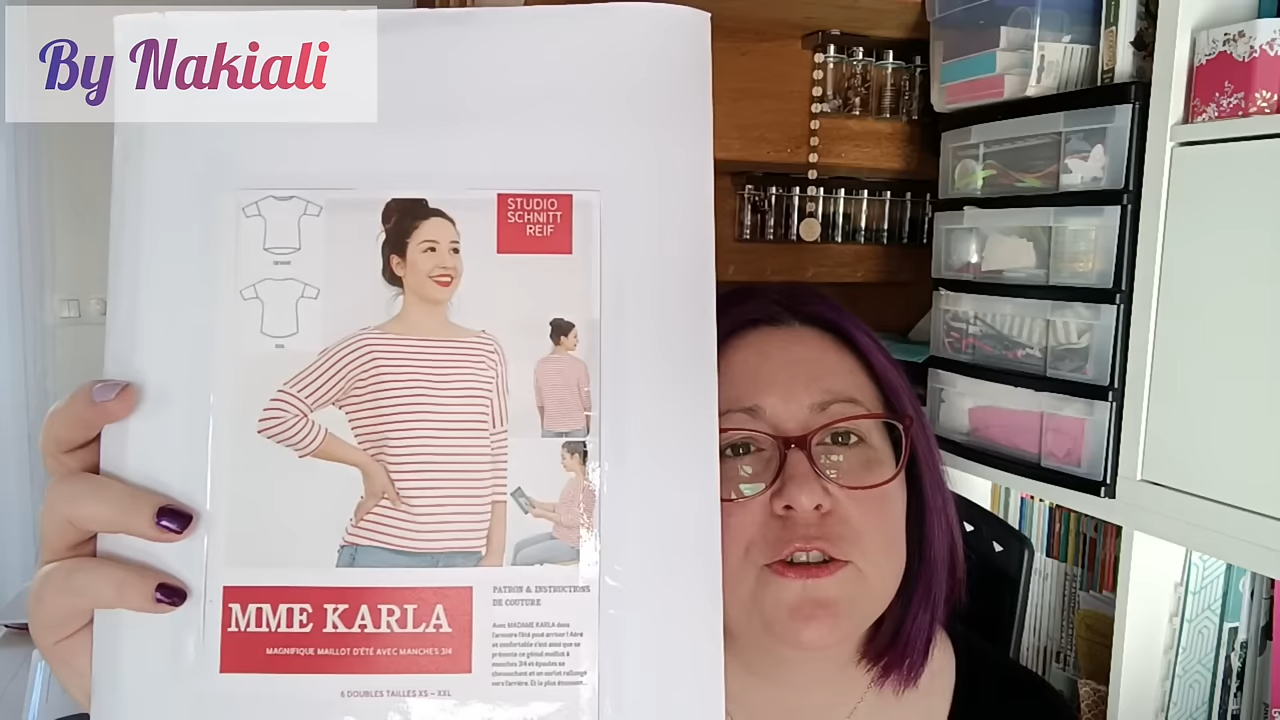 By Nakiali
STUDIO
SCHNITT
REIF
MME KARLA
MAGNIFIQUE MAILLOT D'ÉTÉ AVEC MANCHES 3/4
6 DOUBLES TAILLES XS – XXL
PATRON & INSTRUCTIONS
DE COUTURE
Avec MADAME KARLA dans
l'armoire l'été peut arriver ! Aéré
et confortable c'est ainsi que se
présente ce génial maillot à
manches 3/4 et épaules se
chevauchant et un ourlet rallongé
vers l'arrière. Et le plus étonnant...